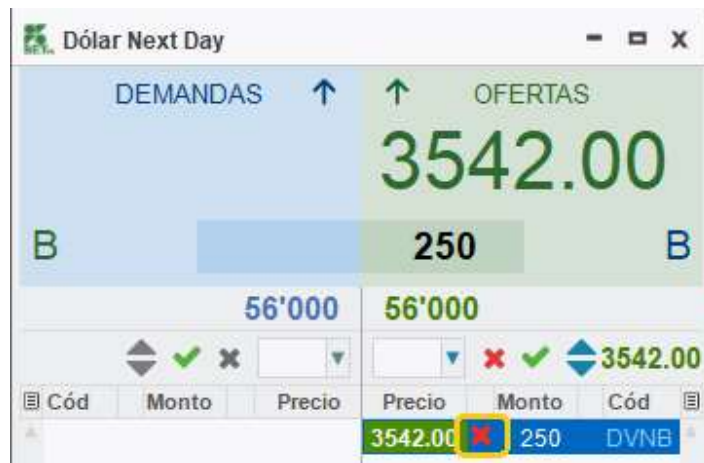 Dólar Next Day
DEMANDAS OFERTAS
3542.00
B 250 B
56'000 56'000
3542.00
Cód Monto Precio Precio Monto Cód
3542.00 250 DVNB